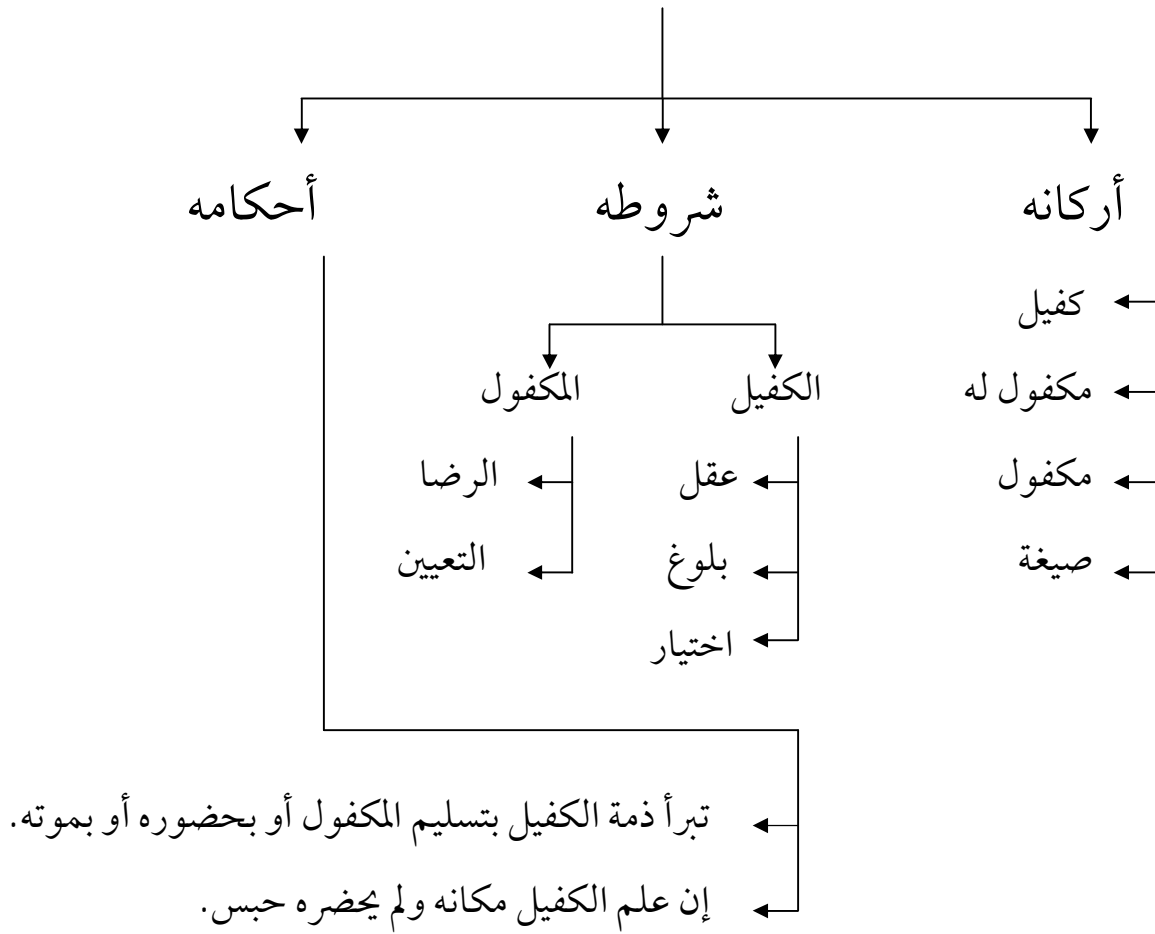 أركانه
شروطه
أحكامه
كفيل
مكفول له
مكفول
صيغة
الكفيل
المكفول
عقل
بلوغ
اختيار
الرضا
التعيين
تبرأ ذمة الكفيل بتسليم المكفول أو بحضوره أو بموته.
إن علم الكفيل مكانه ولم يحضره حبس.